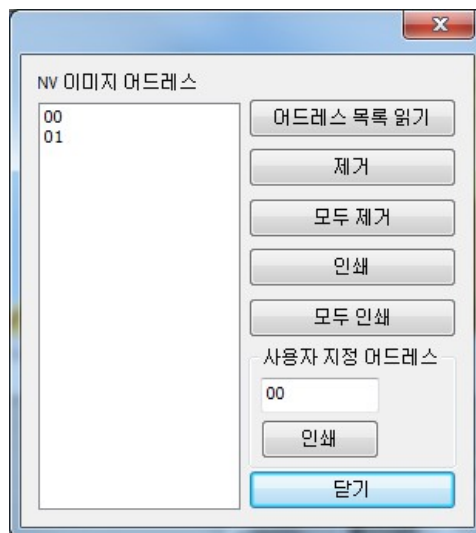 NV 이미지 어드레스
00
01
어드레스 목록 읽기
제거
모두 제거
인쇄
모두 인쇄
사용자 지정 어드레스
00
인쇄
닫기